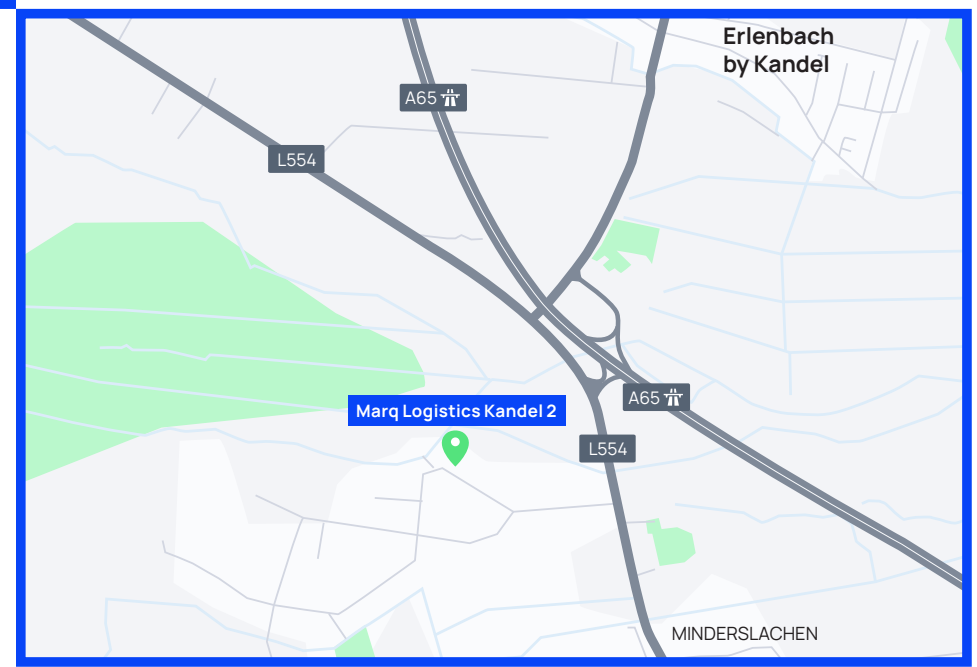 Erlenbach
by Kandel
A65
L554
A65
Marq Logistics Kandel 2
L554
MINDERSLACHEN